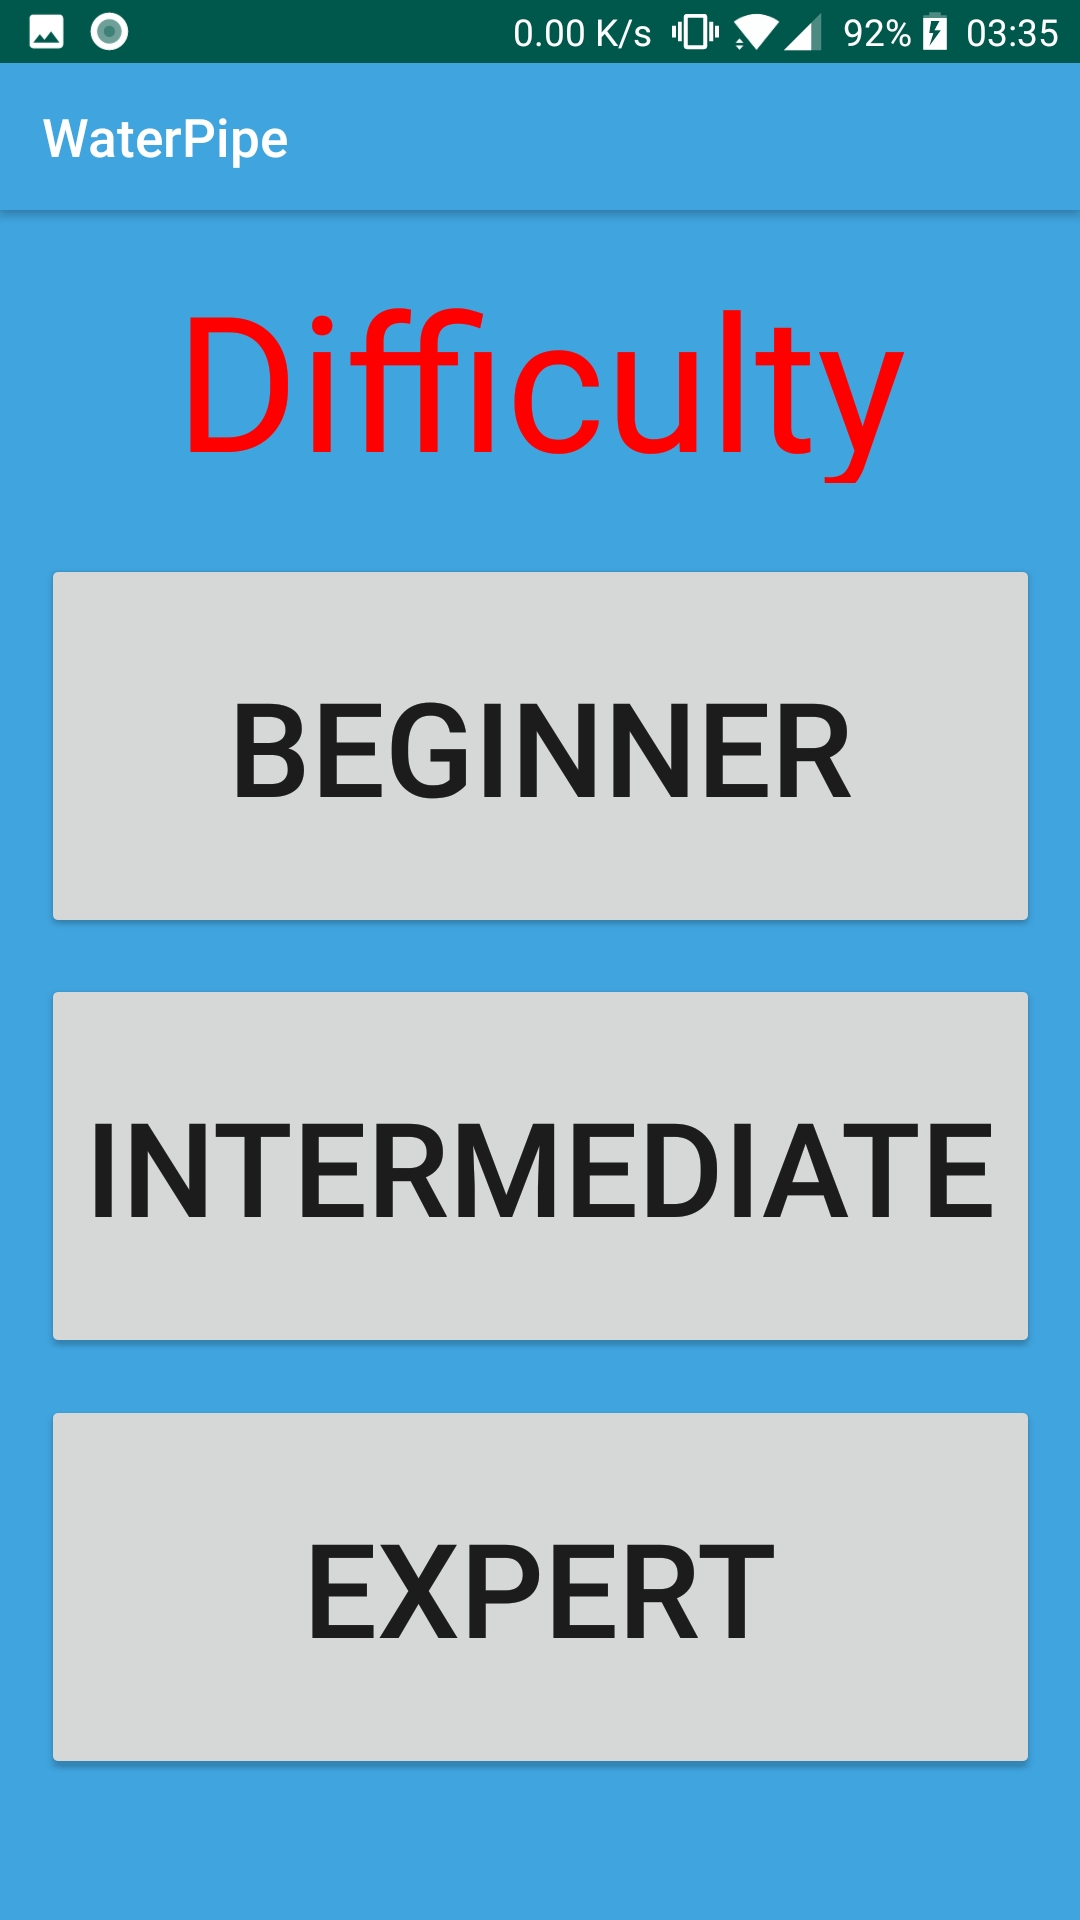 0.00 K/s 92% 03:35
WaterPipe
Difficulty
BEGINNER
INTERMEDIATE
EXPERT